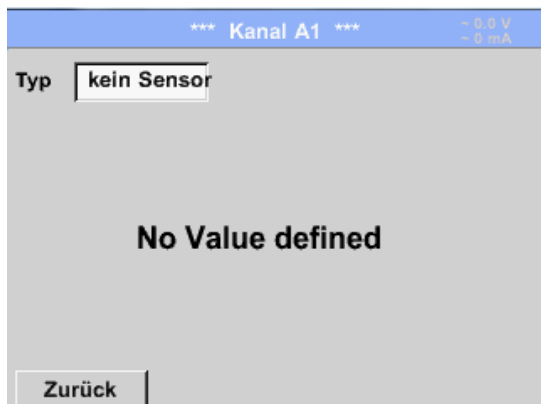 *** Kanal A1 ***
~ 0.0 V
~ 0 mA
Typ kein Sensor
No Value defined
Zurück